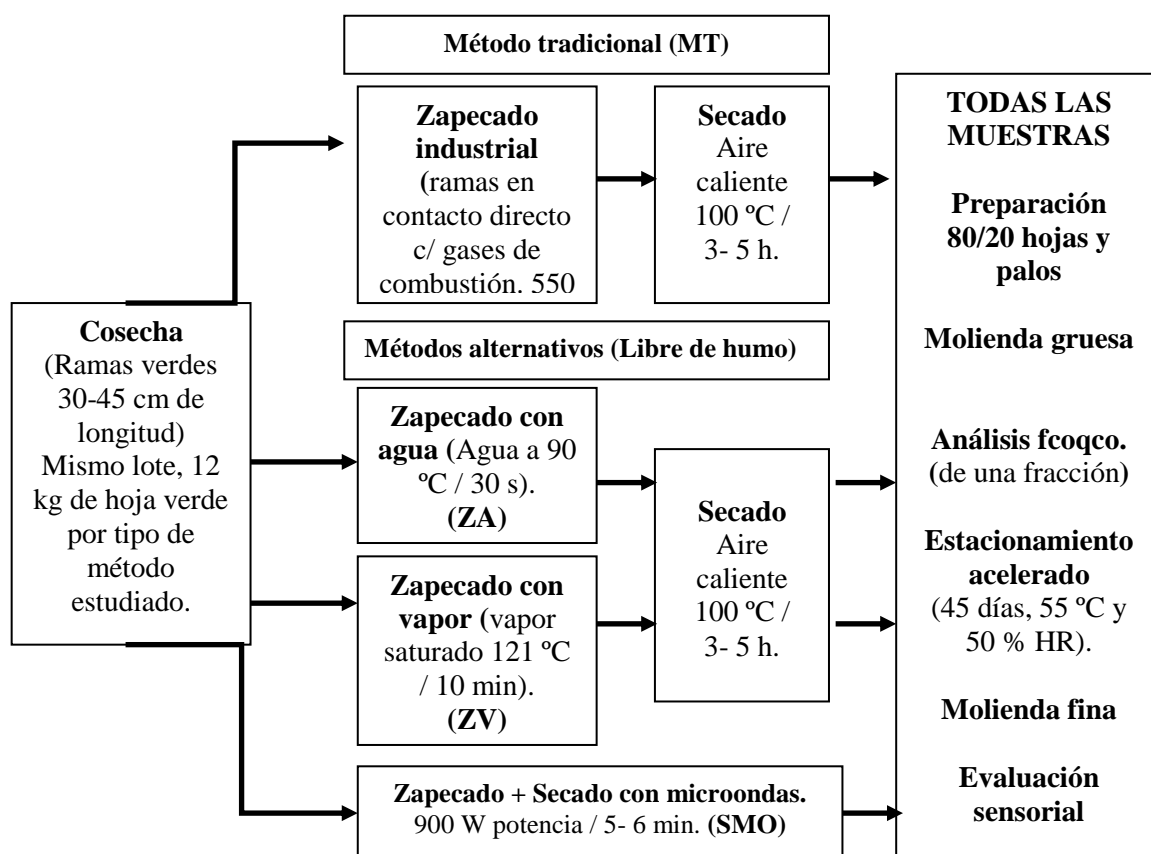 Método tradicional (MT)
Zapecado
industrial
(ramas en
contacto directo
c/ gases de
combustión. 550
Secado
Aire
caliente
100 ºC /
3- 5 h.
TODAS LAS
MUESTRAS
Preparación
80/20 hojas y
palos
Molienda gruesa
Análisis fcoqco.
(de una fracción)
Estacionamiento
acelerado
(45 días, 55 ºC y
50 % HR).
Molienda fina
Evaluación
sensorial
Cosecha
(Ramas verdes
30-45 cm de
longitud)
Mismo lote, 12
kg de hoja verde
por tipo de
método
estudiado.
Métodos alternativos (Libre de humo)
Zapecado con
agua (Agua a 90
ºC / 30 s).
(ZA)
Zapecado con
vapor (vapor
saturado 121 ºC
/ 10 min).
(ZV)
Secado
Aire
caliente
100 ºC /
3- 5 h.
Zapecado + Secado con microondas.
900 W potencia / 5- 6 min. (SMO)